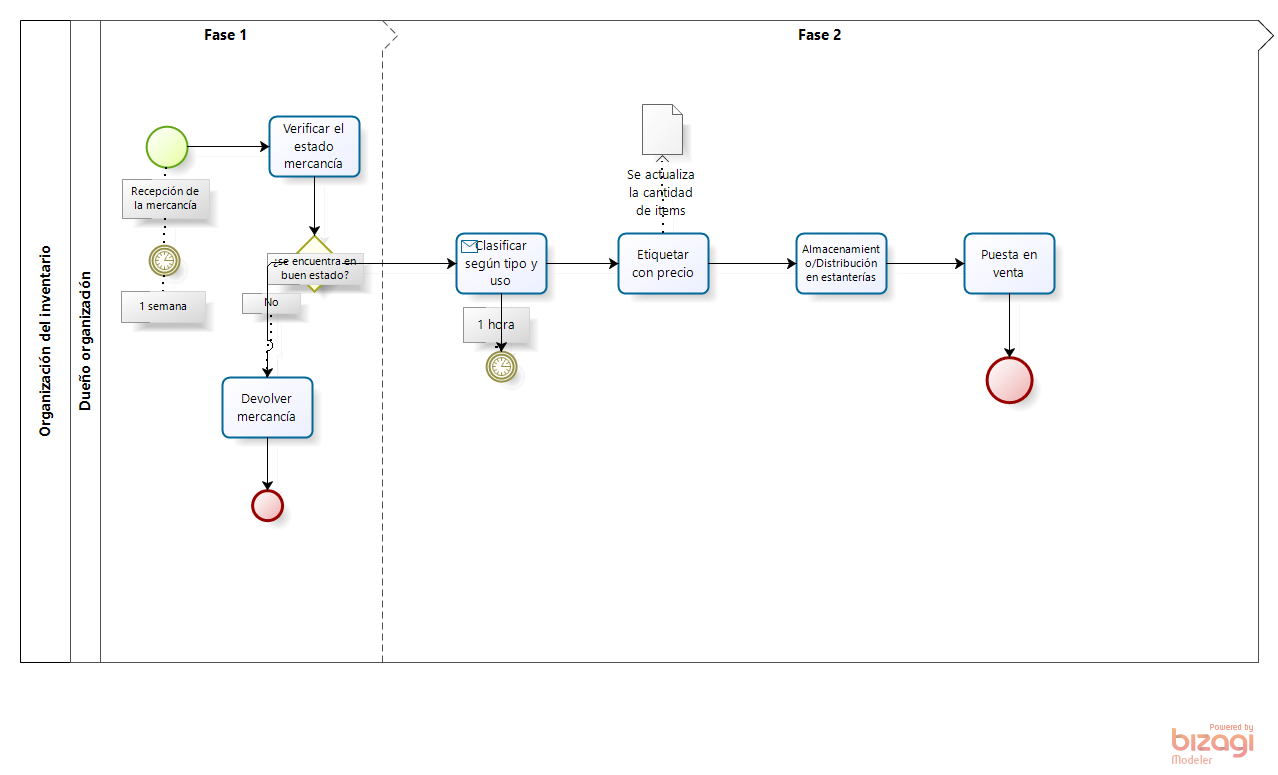 Organización del inventario
Dueño organización
Fase 1
Fase 2
Recepción de
la mercancía
1 semana
Verificar el
estado
mercancía
¿se encuentra en
buen estado?
No
Devolver
mercancía
Clasificar
según tipo y
uso
1 hora
Se actualiza
la cantidad
de items
Etiquetar
con precio
Almacenamient
o/Distribución
en estanterías
Puesta en
venta
Powered by
bizagi
Modeler